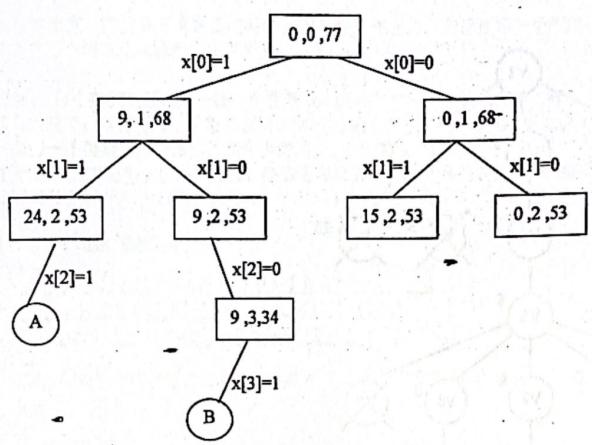 0,0,77
x[0]=1 x[0]=0
9,1,68 0,1,68
x[1]=1 x[1]=0 x[1]=1 x[1]=0
24,2,53 9,2,53 15,2,53 0,2,53
x[2]=1 x[2]=0
A 9,3,34
x[3]=1
B